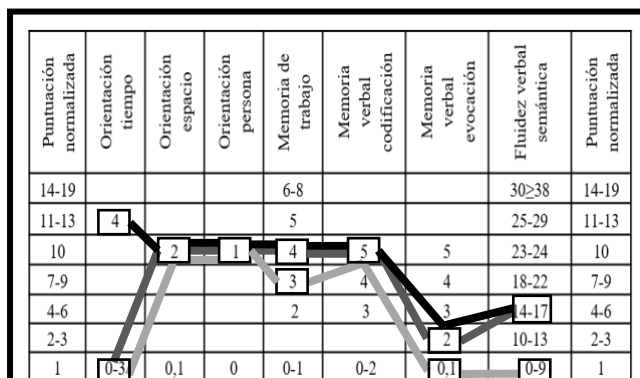 Puntuación normalizada
Orientación tiempo
Orientación espacio
Orientación persona
Memoria de trabajo
Memoria verbal codificación
Memoria verbal evocación
Fluidez verbal semántica
Puntuación normalizada
14-19 6-8 30≥38 14-19
11-13 4 5 25-29 11-13
10 2 1 4 5 5 23-24 10
7-9 3 4 4 18-22 7-9
4-6 2 3 3 14-17 4-6
2-3 2 10-13 2-3
1 0-3 0,1 0 0-1 0-2 0,1 0-9 1